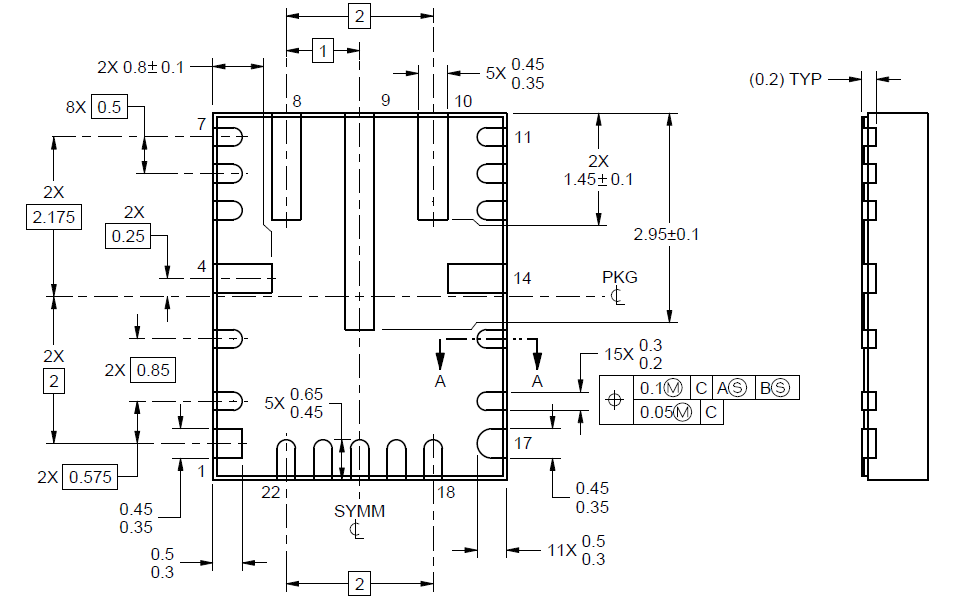 2
1
2X 0.8± 0.1
5X 0.45
0.35
(0.2) TYP
8X 0.5
8
9
10
7
11
2X
1.45± 0.1
2X
2.175
2X
0.25
2.95±0.1
4
14
PKG
℄
2X
2
2X 0.85
A
A
15X 0.3
0.2
0.1Ⓜ C AⓈ BⓈ
0.05Ⓜ C
5X 0.65
0.45
17
1
2X 0.575
22
18
0.45
0.35
SYMM
℄
0.45
0.35
0.5
0.3
11X 0.5
0.3
2